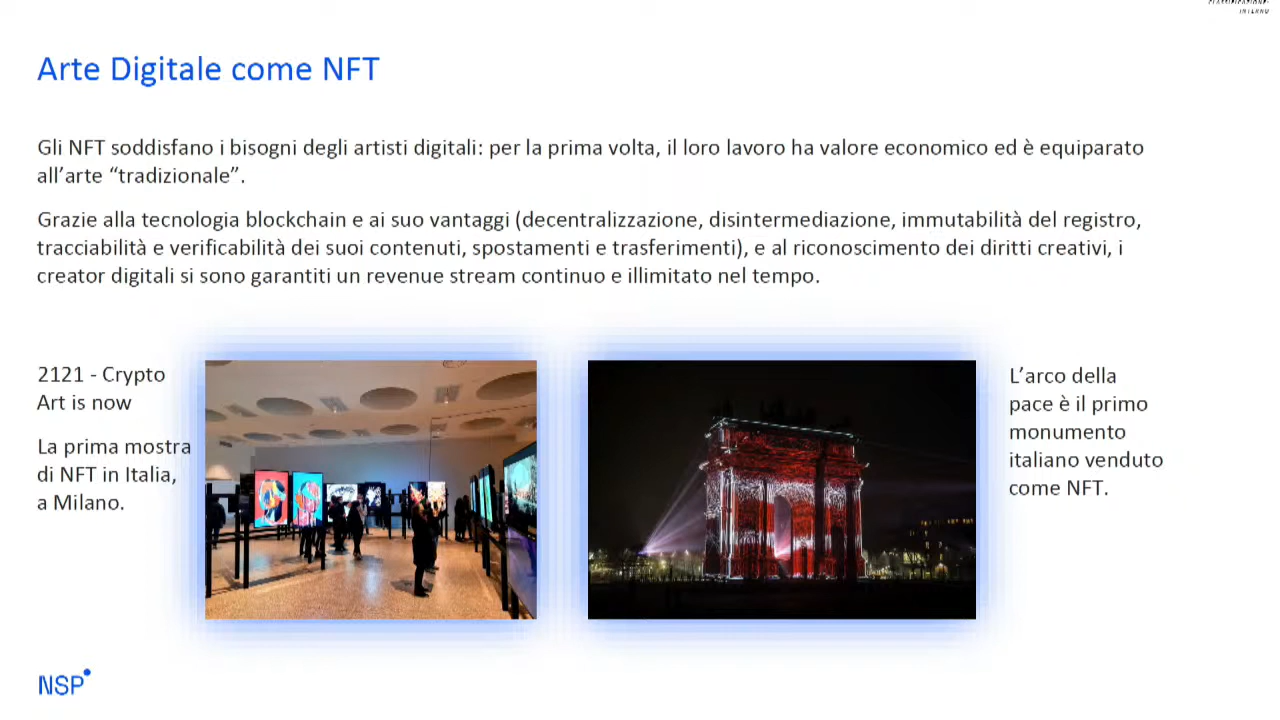 CLASSIFICAZIONE:
INTERNO
Arte Digitale come NFT
Gli NFT soddisfano i bisogni degli artisti digitali: per la prima volta, il loro lavoro ha valore economico ed è equiparato
all’arte “tradizionale”.
Grazie alla tecnologia blockchain e ai suo vantaggi (decentralizzazione, disintermediazione, immutabilità del registro,
tracciabilità e verificabilità dei suoi contenuti, spostamenti e trasferimenti), e al riconoscimento dei diritti creativi, i
creator digitali si sono garantiti un revenue stream continuo e illimitato nel tempo.
2121 - Crypto
Art is now
La prima mostra
di NFT in Italia,
a Milano.
L’arco della
pace è il primo
monumento
italiano venduto
come NFT.
NSP